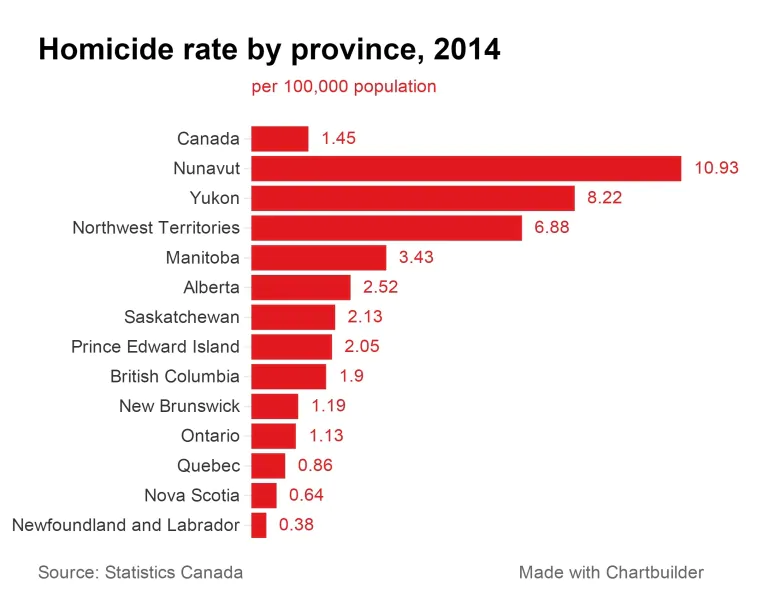 Homicide rate by province, 2014
per 100,000 population
Canada 1.45
Nunavut 10.93
Yukon 8.22
Northwest Territories 6.88
Manitoba 3.43
Alberta 2.52
Saskatchewan 2.13
Prince Edward Island 2.05
British Columbia 1.9
New Brunswick 1.19
Ontario 1.13
Quebec 0.86
Nova Scotia 0.64
Newfoundland and Labrador 0.38
Source: Statistics Canada Made with Chartbuilder